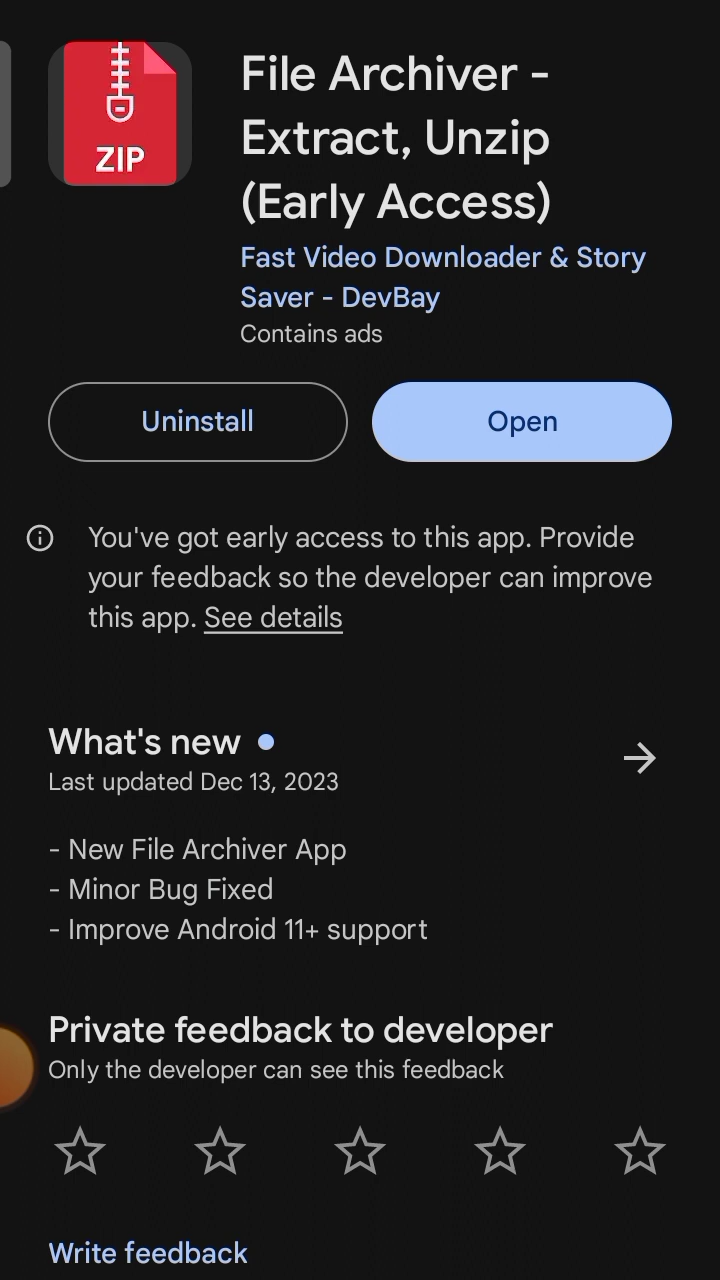 ZIP
File Archiver -
Extract, Unzip
(Early Access)
Fast Video Downloader & Story
Saver - DevBay
Contains ads
Uninstall
Open
You've got early access to this app. Provide
your feedback so the developer can improve
this app. See details
What's new
Last updated Dec 13, 2023
- New File Archiver App
- Minor Bug Fixed
- Improve Android 11+ support
Private feedback to developer
Only the developer can see this feedback
Write feedback